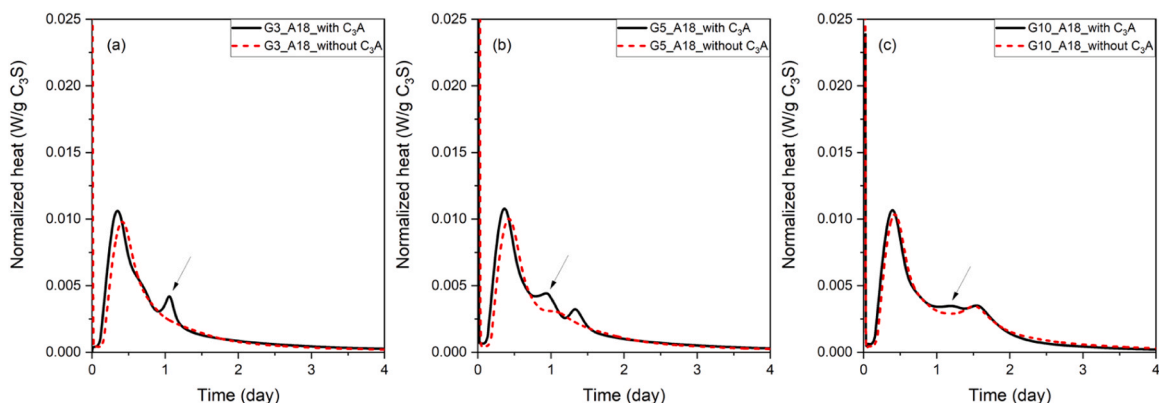 (a)
G3_A18_with C₃A
G3_A18_without C₃A
Normalized heat (W/g C₃S)
0.025
0.020
0.015
0.010
0.005
0.000
0 1 2 3 4
Time (day)
(b)
G5_A18_with C₃A
G5_A18_without C₃A
Normalized heat (W/g C₃S)
0.025
0.020
0.015
0.010
0.005
0.000
0 1 2 3 4
Time (day)
(c)
G10_A18_with C₃A
G10_A18_without C₃A
Normalized heat (W/g C₃S)
0.025
0.020
0.015
0.010
0.005
0.000
0 1 2 3 4
Time (day)